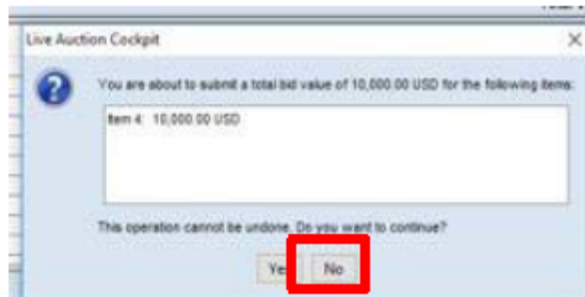 Live Auction Cockpit
You are about to submit a total bid value of 10,000.00 USD for the following items:
Item 4: 10,000.00 USD
This operation cannot be undone. Do you want to continue?
Ye
No